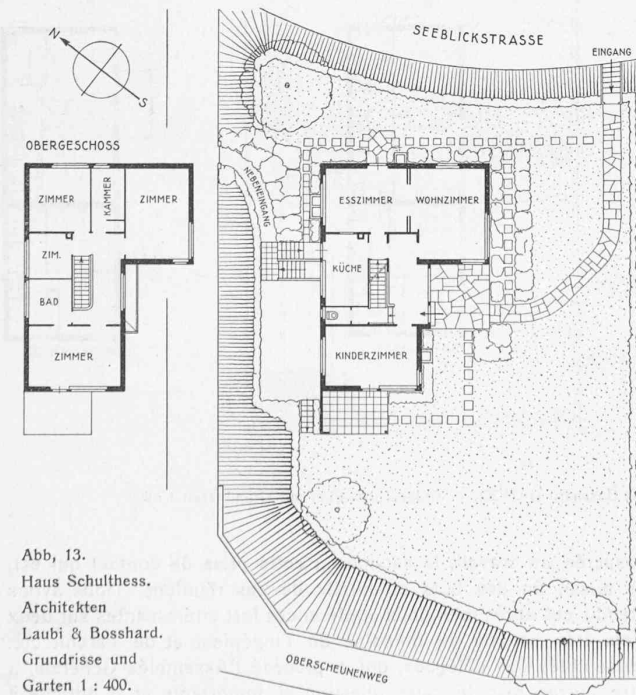 SEEBLICKSTRASSE
EINGANG
N
S
OBERGESCHOSS
ZIMMER
KAMMER
ZIMMER
ZIM.
BAD
ZIMMER
NEBENEINGANG
ESSZIMMER
WOHNZIMMER
KÜCHE
KINDERZIMMER
Abb, 13.
Haus Schulthess.
Architekten
Laubi & Bosshard.
Grundrisse und
Garten 1 : 400.
OBERSCHEUNENWEG